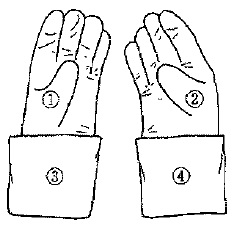 ① ②
③ ④